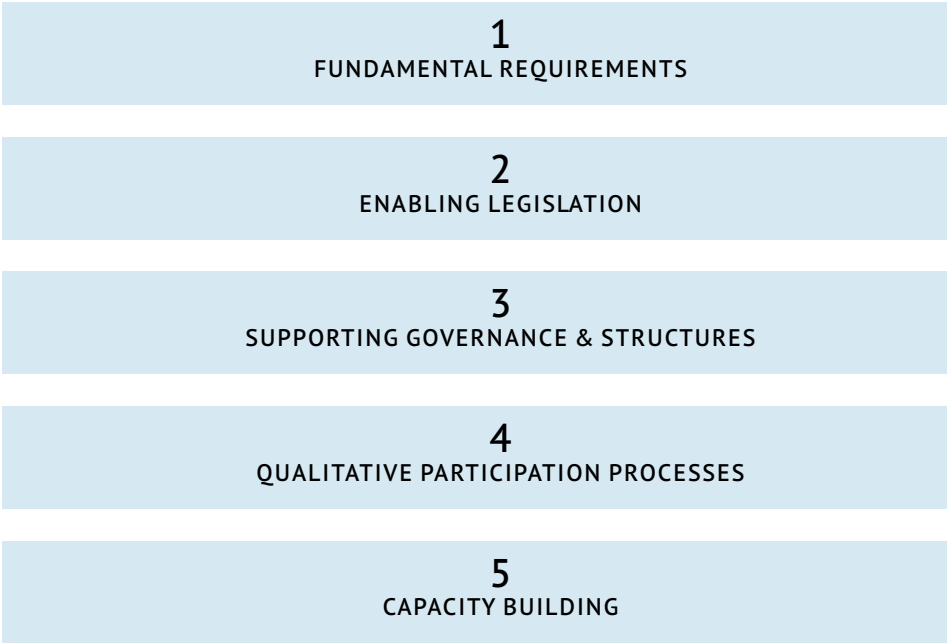 1
FUNDAMENTAL REQUIREMENTS
2
ENABLING LEGISLATION
3
SUPPORTING GOVERNANCE & STRUCTURES
4
QUALITATIVE PARTICIPATION PROCESSES
5
CAPACITY BUILDING